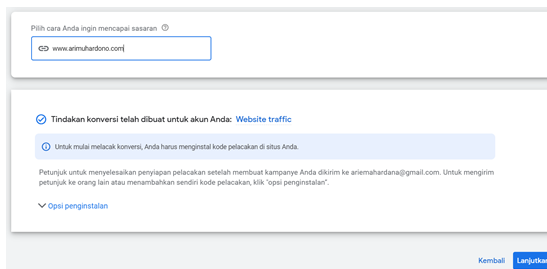 Pilih cara Anda ingin mencapai sasaran
www.arimuhardono.com
Tindakan konversi telah dibuat untuk akun Anda: Website traffic
Untuk mulai melacak konversi, Anda harus menginstal kode pelacakan di situs Anda.
Petunjuk untuk menyelesaikan penyiapan pelacakan setelah membuat kampanye Anda dikirim ke ariemahardana@gmail.com. Untuk mengirim
petunjuk ke orang lain atau menambahkan sendiri kode pelacakan, klik "opsi penginstalan".
Opsi penginstalan
Kembali
Lanjutkan